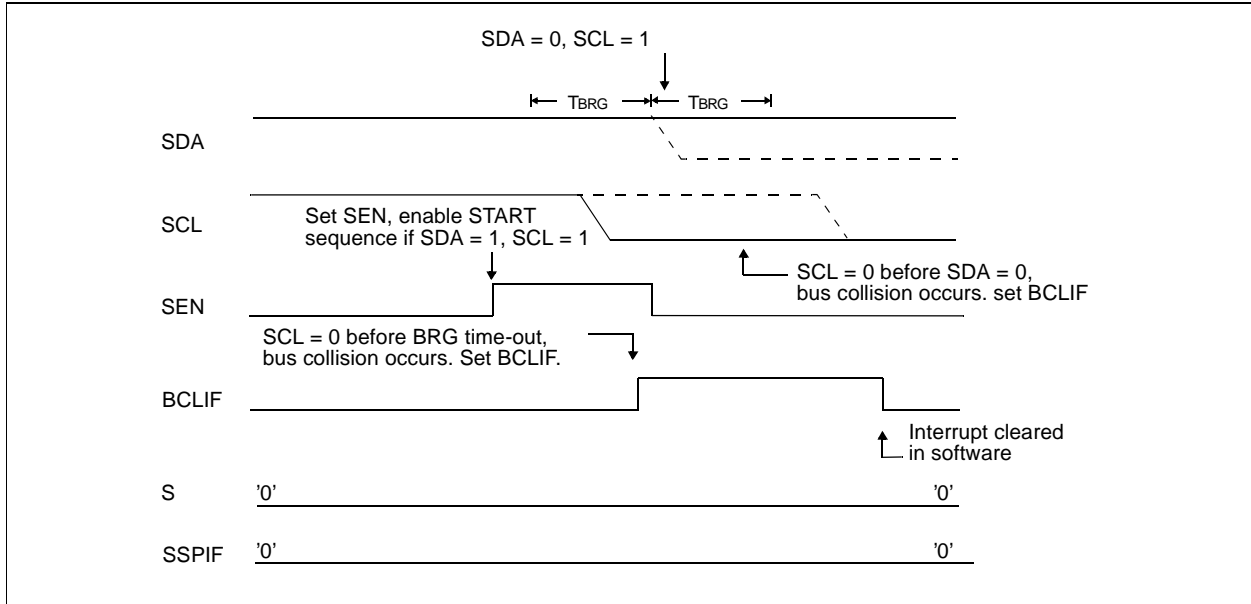 SDA = 0, SCL = 1
TBRG TBRG
SDA
SCL
Set SEN, enable START
sequence if SDA = 1, SCL = 1
SCL = 0 before SDA = 0,
bus collision occurs. set BCLIF
SEN
SCL = 0 before BRG time-out,
bus collision occurs. Set BCLIF.
BCLIF
Interrupt cleared
in software
S '0' '0'
SSPIF '0' '0'